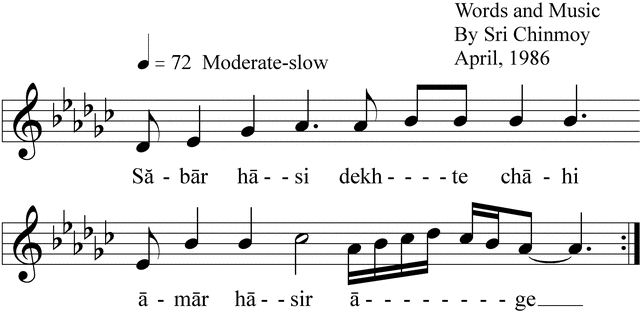 Words and Music
By Sri Chinmoy
April, 1986
= 72 Moderate-slow
Să - bār hā - - si dekh - - - - te chā - hi
ā - mār hā - - sir ā - - - - - - - - ge